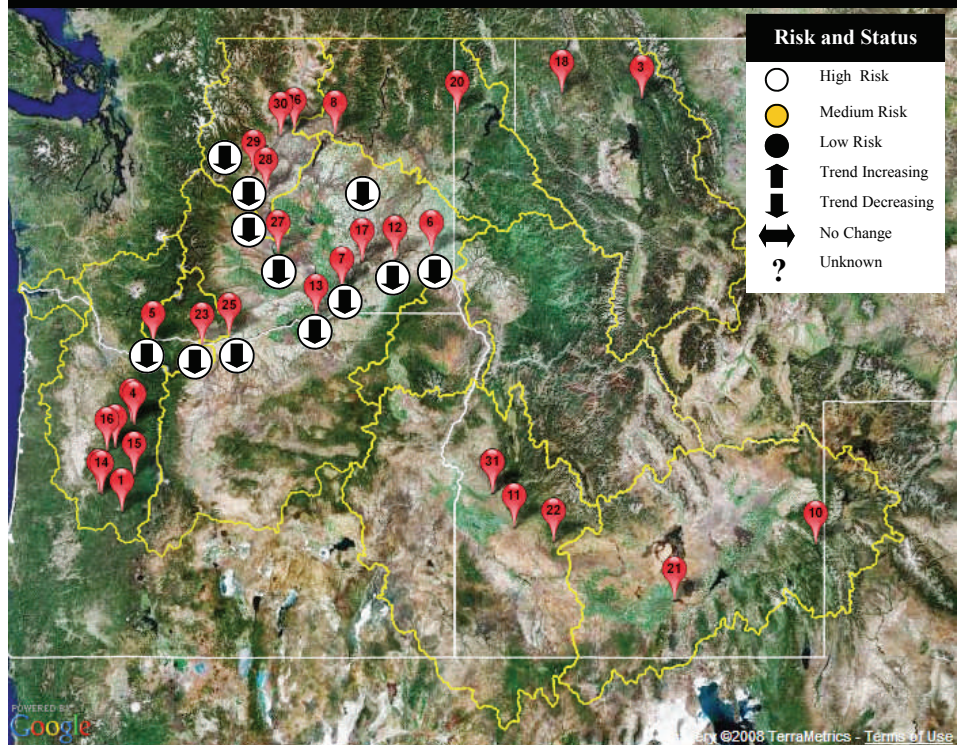 Risk and Status
High Risk
Medium Risk
Low Risk
Trend Increasing
Trend Decreasing
No Change
? Unknown
18
3
20
30
8
29
28
27
17
12
6
7
13
5
23
25
4
16
15
14
1
31
11
22
10
21
POWERED BY
Google
©2008 TerraMetrics - Terms of Use